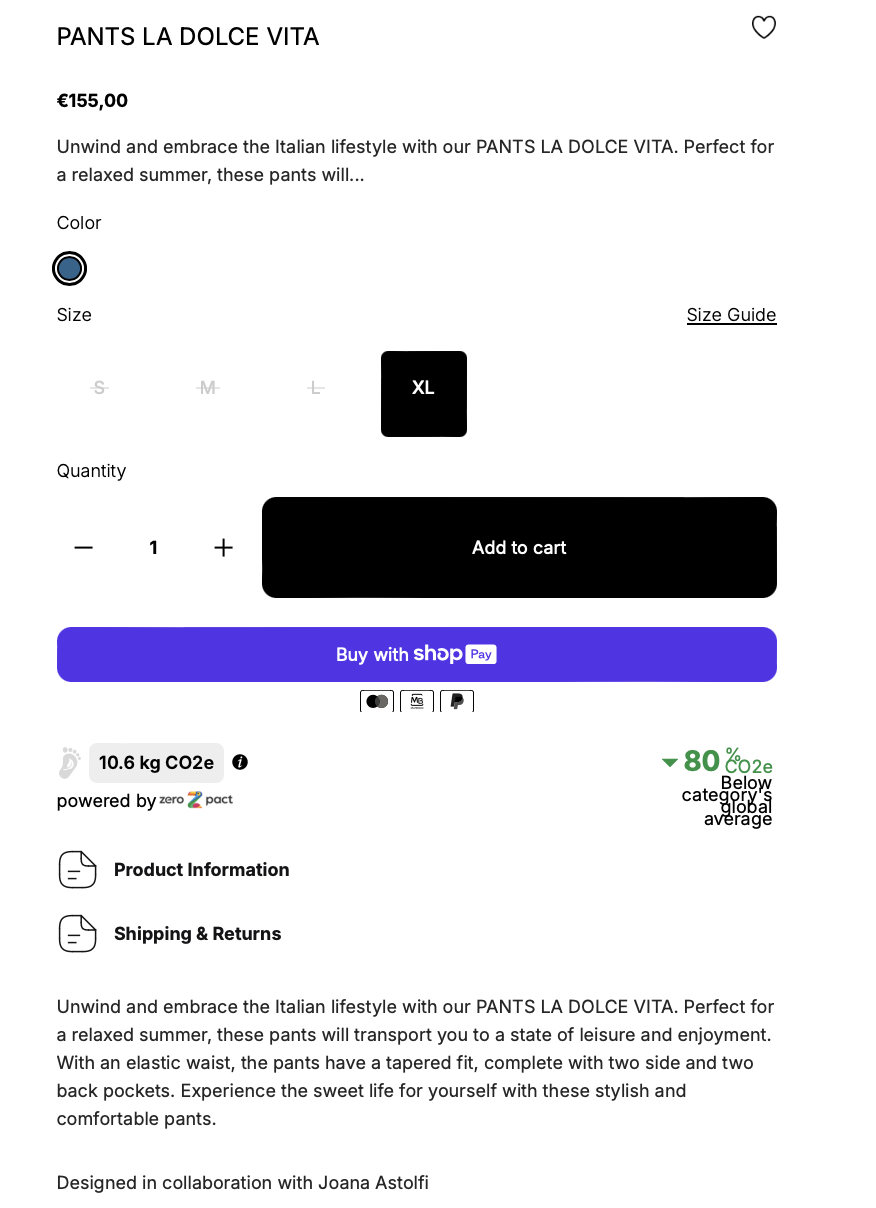 PANTS LA DOLCE VITA
€155,00
Unwind and embrace the Italian lifestyle with our PANTS LA DOLCE VITA. Perfect for
a relaxed summer, these pants will...
Color
Size
Size Guide
S M L XL
Quantity
1
Add to cart
Buy with shop Pay
10.6 kg CO2e
powered by zero pact
80 % CO2e
Below
category's
global
average
Product Information
Shipping & Returns
Unwind and embrace the Italian lifestyle with our PANTS LA DOLCE VITA. Perfect for
a relaxed summer, these pants will transport you to a state of leisure and enjoyment.
With an elastic waist, the pants have a tapered fit, complete with two side and two
back pockets. Experience the sweet life for yourself with these stylish and
comfortable pants.
Designed in collaboration with Joana Astolfi